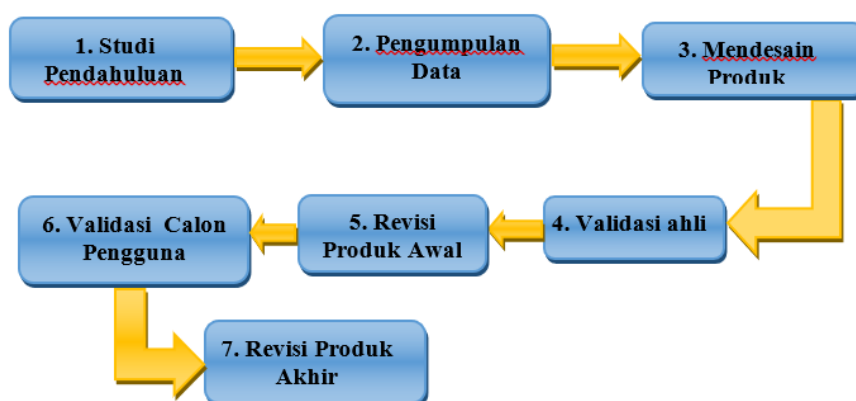 1. Studi
Pendahuluan
2. Pengumpulan
Data
3. Mendesain
Produk
4. Validasi ahli
5. Revisi
Produk Awal
6. Validasi Calon
Pengguna
7. Revisi Produk
Akhir